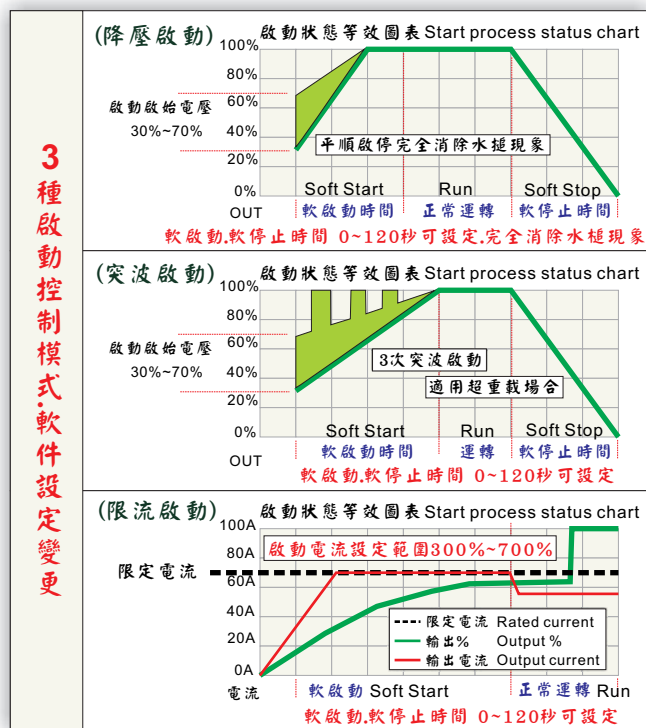 3種啟動控制模式.軟件設定變更
(降壓啟動)
啟動狀態等效圖表 Start process status chart
100%
80%
60%
40%
20%
0%
啟動啟始電壓
30%~70%
平順啟停完全消除水搥現象
Soft Start Run Soft Stop
OUT 軟啟動時間 正常運轉 軟停止時間
軟啟動.軟停止時間 0~120秒可設定.完全消除水搥現象
(突波啟動)
啟動狀態等效圖表 Start process status chart
100%
80%
60%
40%
20%
0%
啟動啟始電壓
30%~70%
3次突波啟動
適用超重載場合
Soft Start Run Soft Stop
OUT 軟啟動時間 運轉 軟停止時間
軟啟動.軟停止時間 0~120秒可設定
(限流啟動)
啟動狀態等效圖表 Start process status chart
100A
80A
60A
40A
20A
0A
啟動電流設定範圍300%~700%
限定電流
限定電流 Rated current
輸出% Output %
輸出電流 Output current
電流 軟啟動 Soft Start 正常運轉 Run
軟啟動.軟停止時間 0~120秒可設定